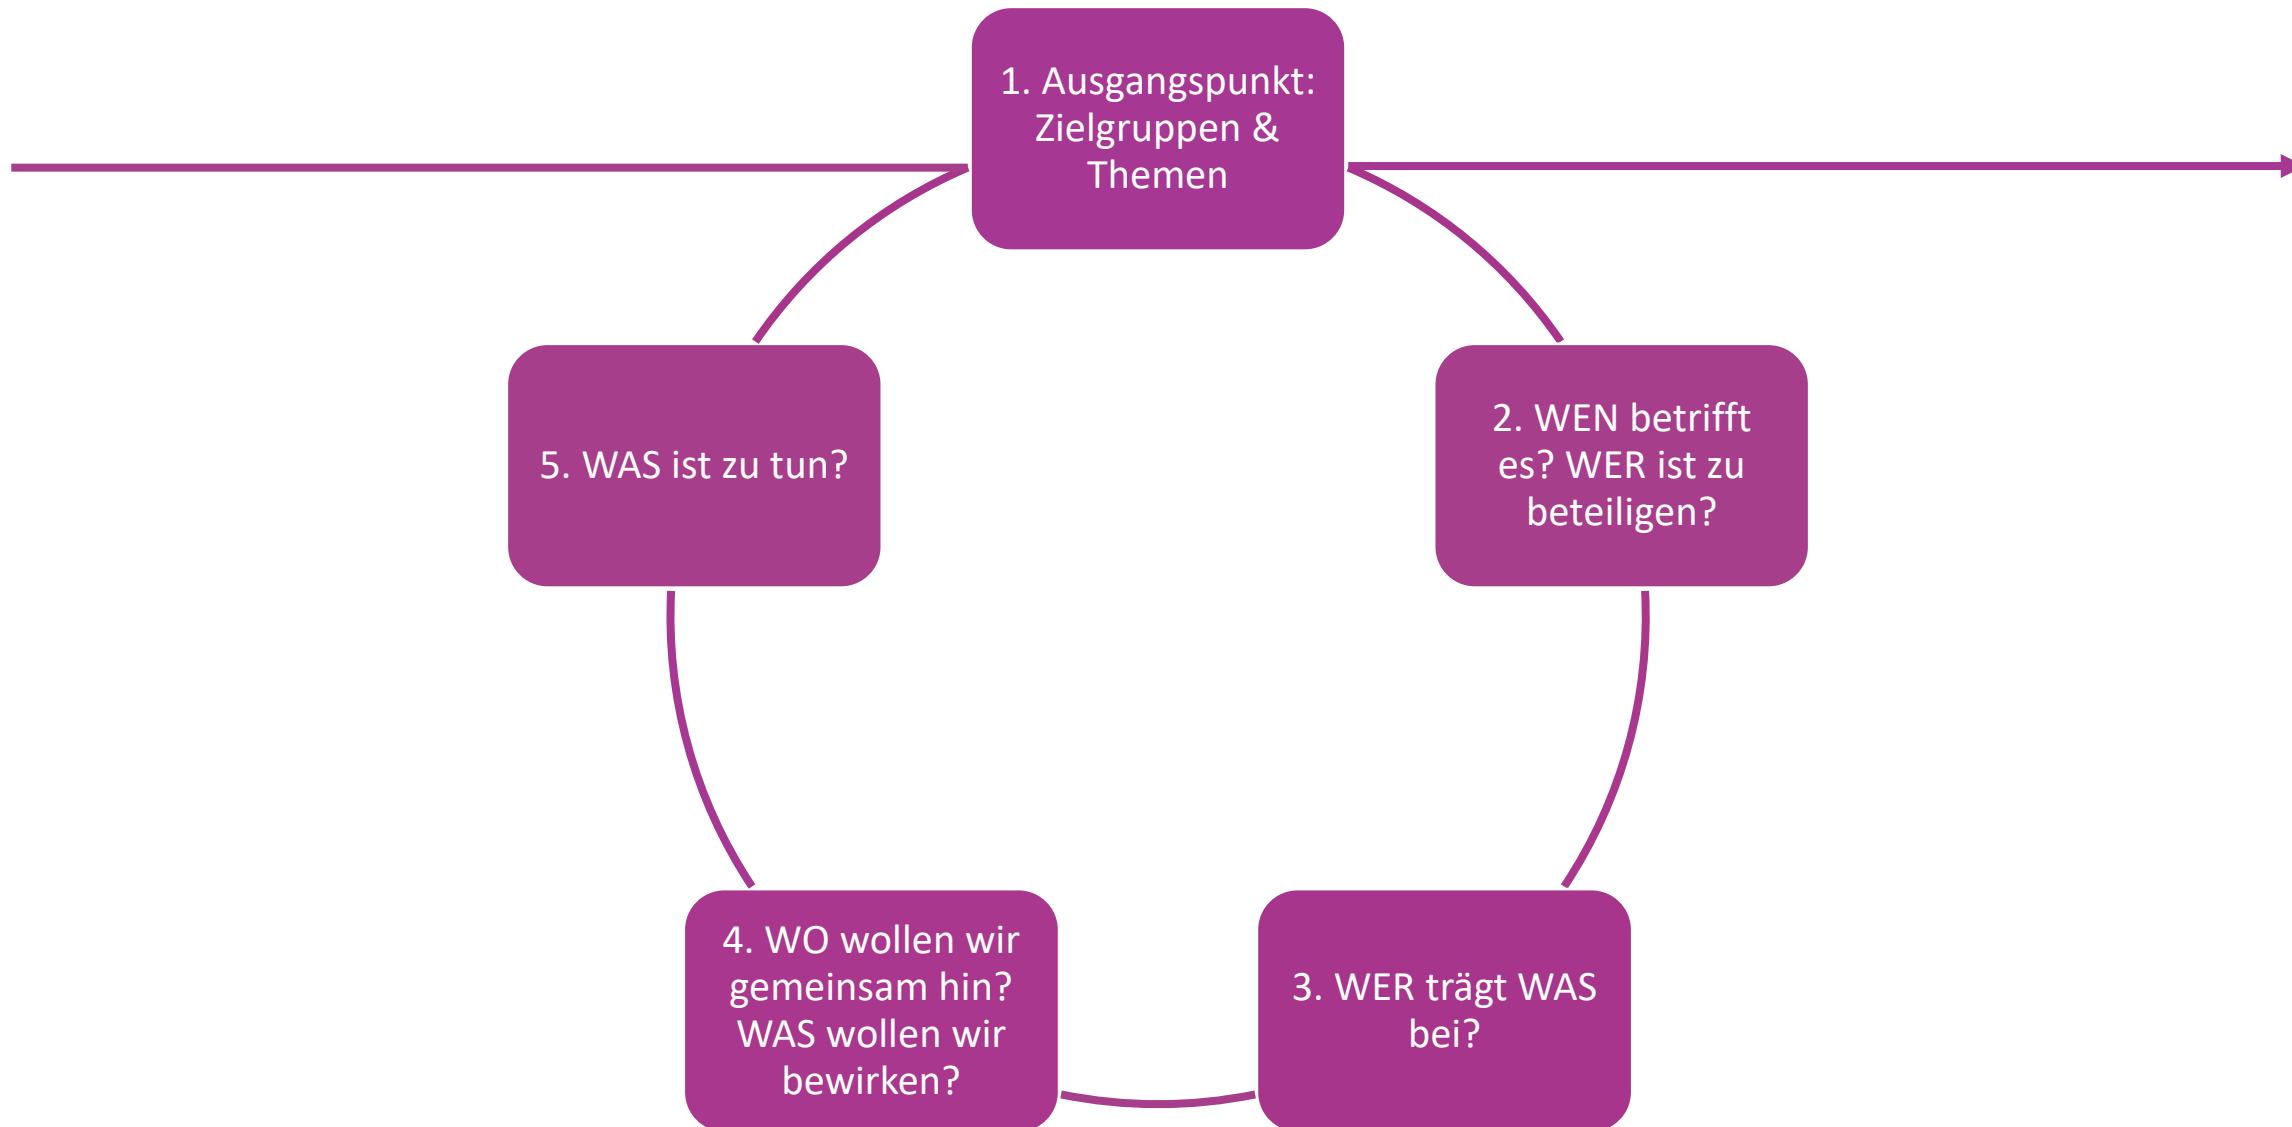 1. Ausgangspunkt:
Zielgruppen &
Themen
2. WEN betrifft
es? WER ist zu
beteiligen?
3. WER trägt WAS
bei?
4. WO wollen wir
gemeinsam hin?
WAS wollen wir
bewirken?
5. WAS ist zu tun?